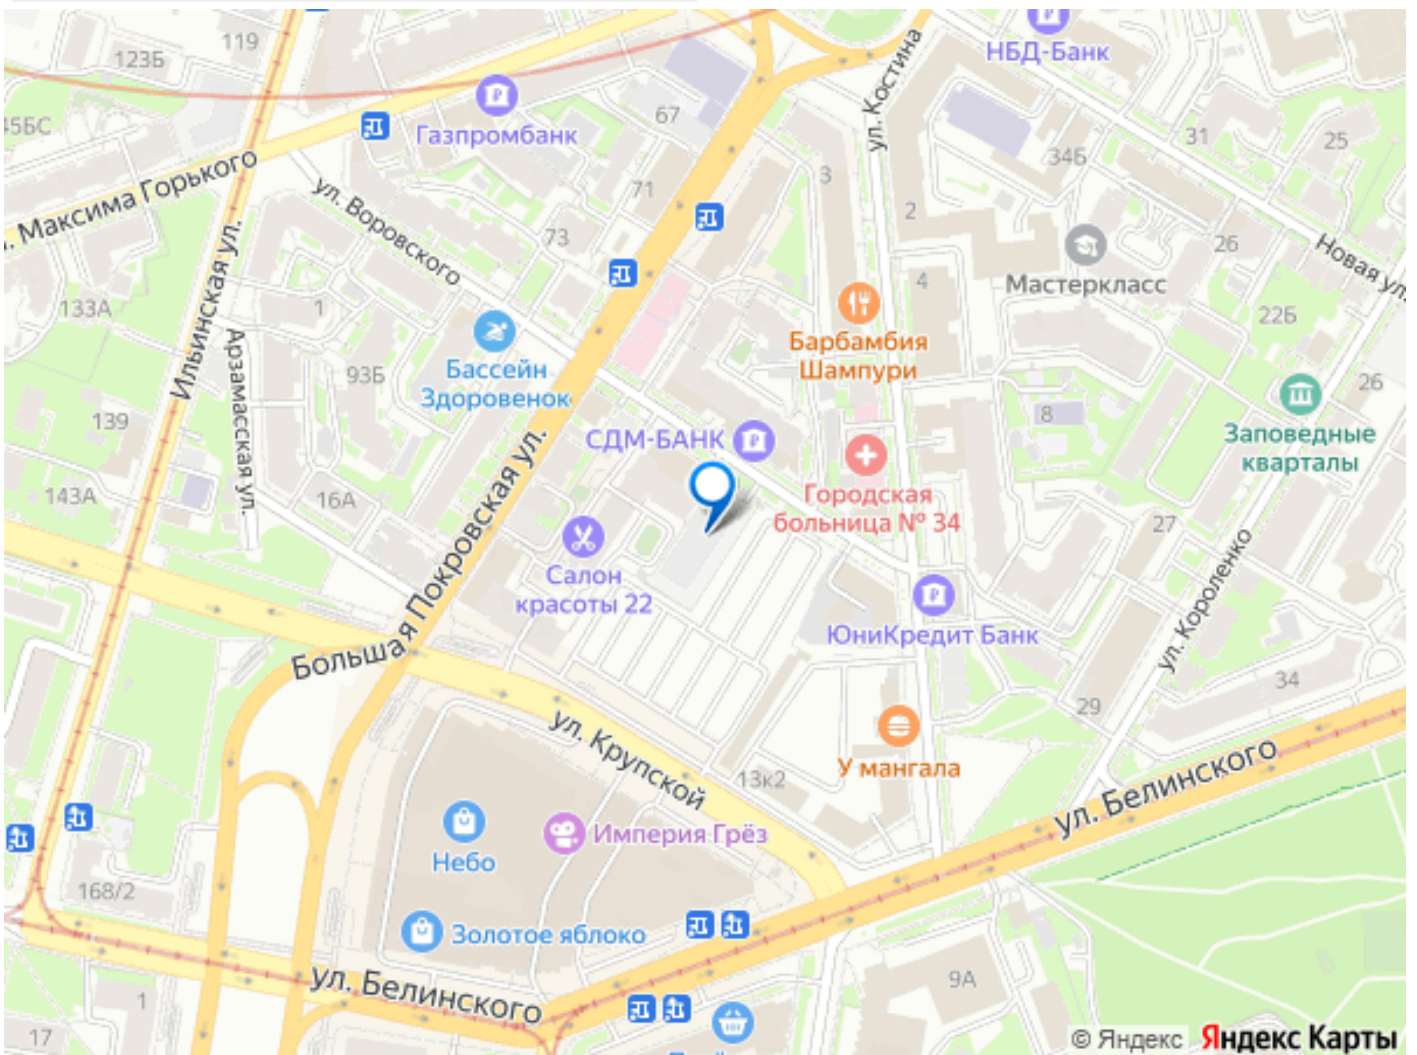 119
123Б
НБД-Банк
ул. Костина
45БС
Газпромбанк
67
31
25
34Б
3
. Максима Горького
ул. Воровского
71
2
26
73
Новая ул.
Мастеркласс
4
Ильинская ул.
133А
1
22Б
Арзамасская ул.
Барбамбия
Шампури
Бассейн
Здоровенок
93Б
26
8
139
СДМ-БАНК
Заповедные
кварталы
143А
16А
Городская
больница № 34
27
Большая Покровская ул.
Салон
красоты 22
ул. Короленко
ЮниКредит Банк
34
29
ул. Крупской
У мангала
13к2
ул. Белинского
Империя Грёз
Небо
168/2
Золотое яблоко
ул. Белинского
9А
1
17
© Яндекс Яндекс Карты